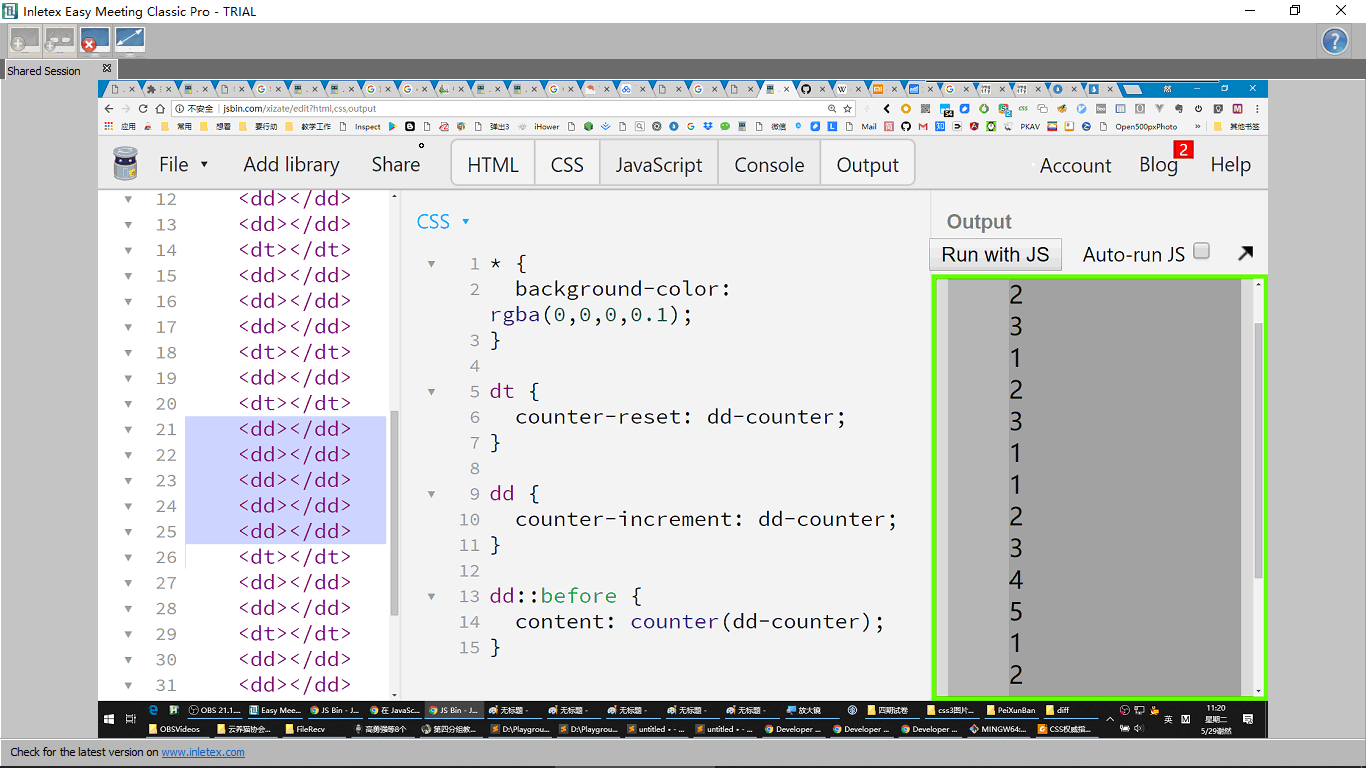 Inletex Easy Meeting Classic Pro - TRIAL
Shared Session
不安全 | jsbin.com/xizate/edit?html,css,output
应用 常用 想看 要行动 教学工作 Inspect 弹出3 iHower 微信 Mail PKAV Open500pxPhoto » 其他书签
File Add library Share HTML CSS JavaScript Console Output Account Blog 2 Help
12 <dd></dd>
13 <dd></dd>
14 <dt></dt>
15 <dd></dd>
16 <dd></dd>
17 <dd></dd>
18 <dt></dt>
19 <dd></dd>
20 <dt></dt>
21 <dd></dd>
22 <dd></dd>
23 <dd></dd>
24 <dd></dd>
25 <dd></dd>
26 <dt></dt>
27 <dd></dd>
28 <dd></dd>
29 <dt></dt>
30 <dd></dd>
31 <dd></dd>
CSS
1 * {
2 background-color:
rgba(0,0,0,0.1);
3 }
4
5 dt {
6 counter-reset: dd-counter;
7 }
8
9 dd {
10 counter-increment: dd-counter;
11 }
12
13 dd::before {
14 content: counter(dd-counter);
15 }
Output
Run with JS Auto-run JS
2
3
1
2
3
1
1
2
3
4
5
1
2
OBS 21.1... Easy Mee... JS Bin - J... 在 JavaSc... JS Bin - J... 无标题 - 无标题 - 无标题 - 无标题 - 无标题 - 放大镜 四期试卷 css3图片... PeiXunBan diff
OBSVideos 云养猫协会... FileRecv 高勇强等8个 第四分组教... D:\Playgrou... D:\Playgrou... untitled • - ... untitled • - ... Developer ... Developer ... Developer ... MINGW64:... CSS权威指...
英 M
11:20
星期二
5/29
Check for the latest version on www.inletex.com